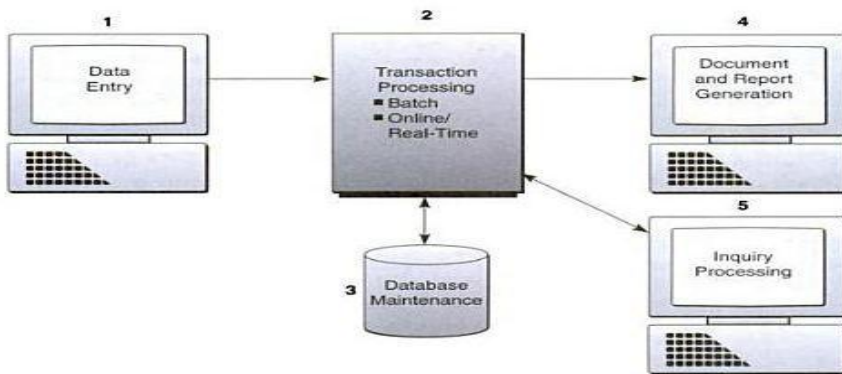 1
Data
Entry
2
Transaction
Processing
■ Batch
■ Online/
Real-Time
3
Database
Maintenance
4
Document
and Report
Generation
5
Inquiry
Processing